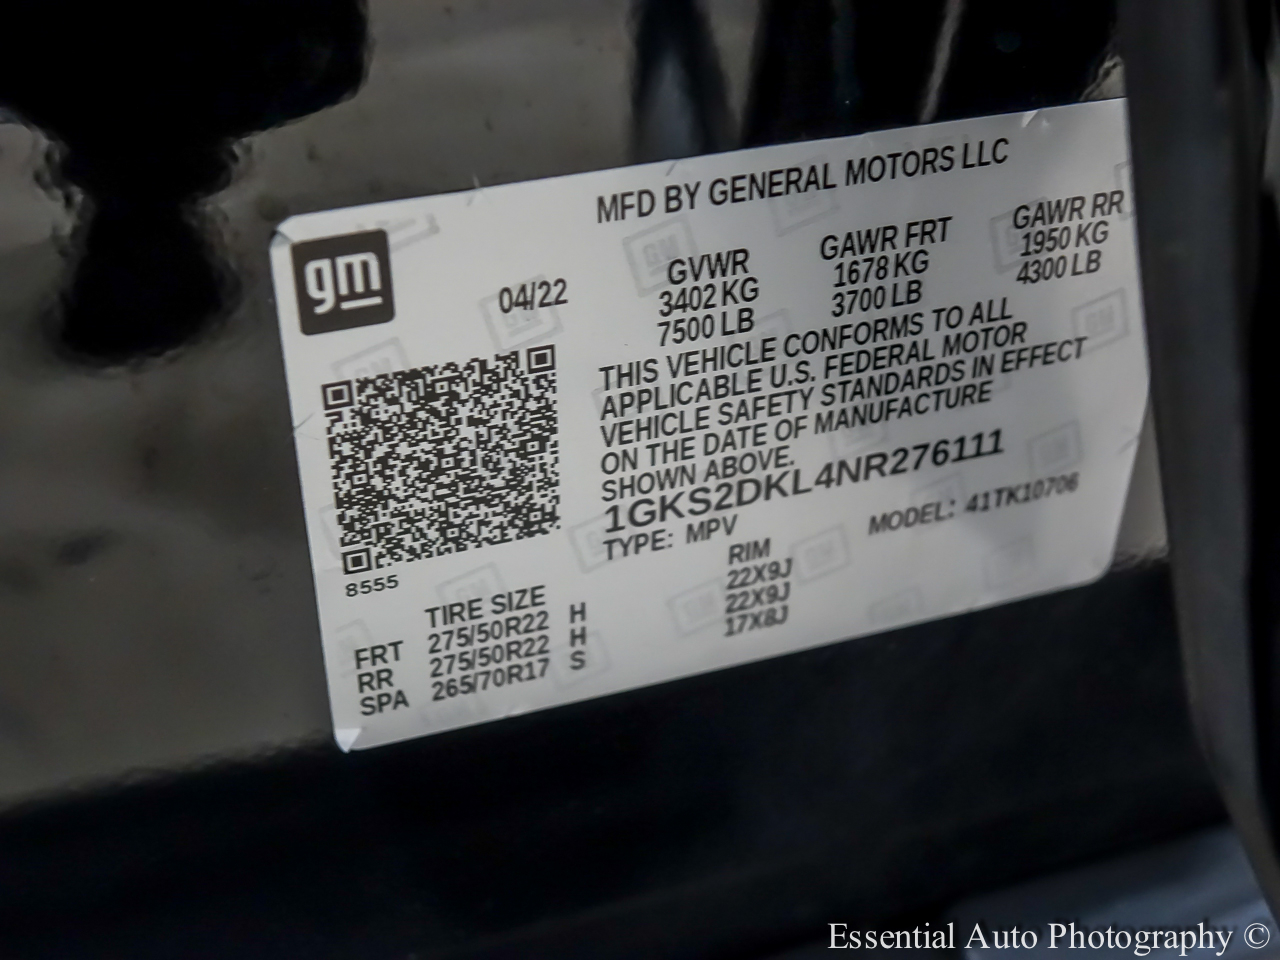 MFD BY GENERAL MOTORS LLC
gm
04/22
GVWR GAWR FRT GAWR RR
3402 KG 1678 KG 1950 KG
7500 LB 3700 LB 4300 LB
THIS VEHICLE CONFORMS TO ALL
APPLICABLE U.S. FEDERAL MOTOR
VEHICLE SAFETY STANDARDS IN EFFECT
ON THE DATE OF MANUFACTURE
SHOWN ABOVE.
1GKS2DKL4NR276111
TYPE: MPV MODEL: 41TK10706
8555
TIRE SIZE RIM
FRT 275/50R22 H 22X9J
RR 275/50R22 H 22X9J
SPA 265/70R17 S 17X8J
Essential Auto Photography ©